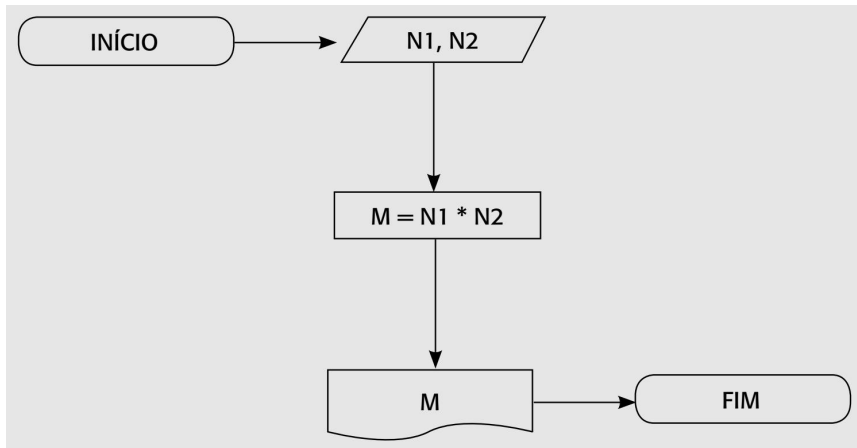 INÍCIO
N1, N2
M = N1 * N2
M
FIM